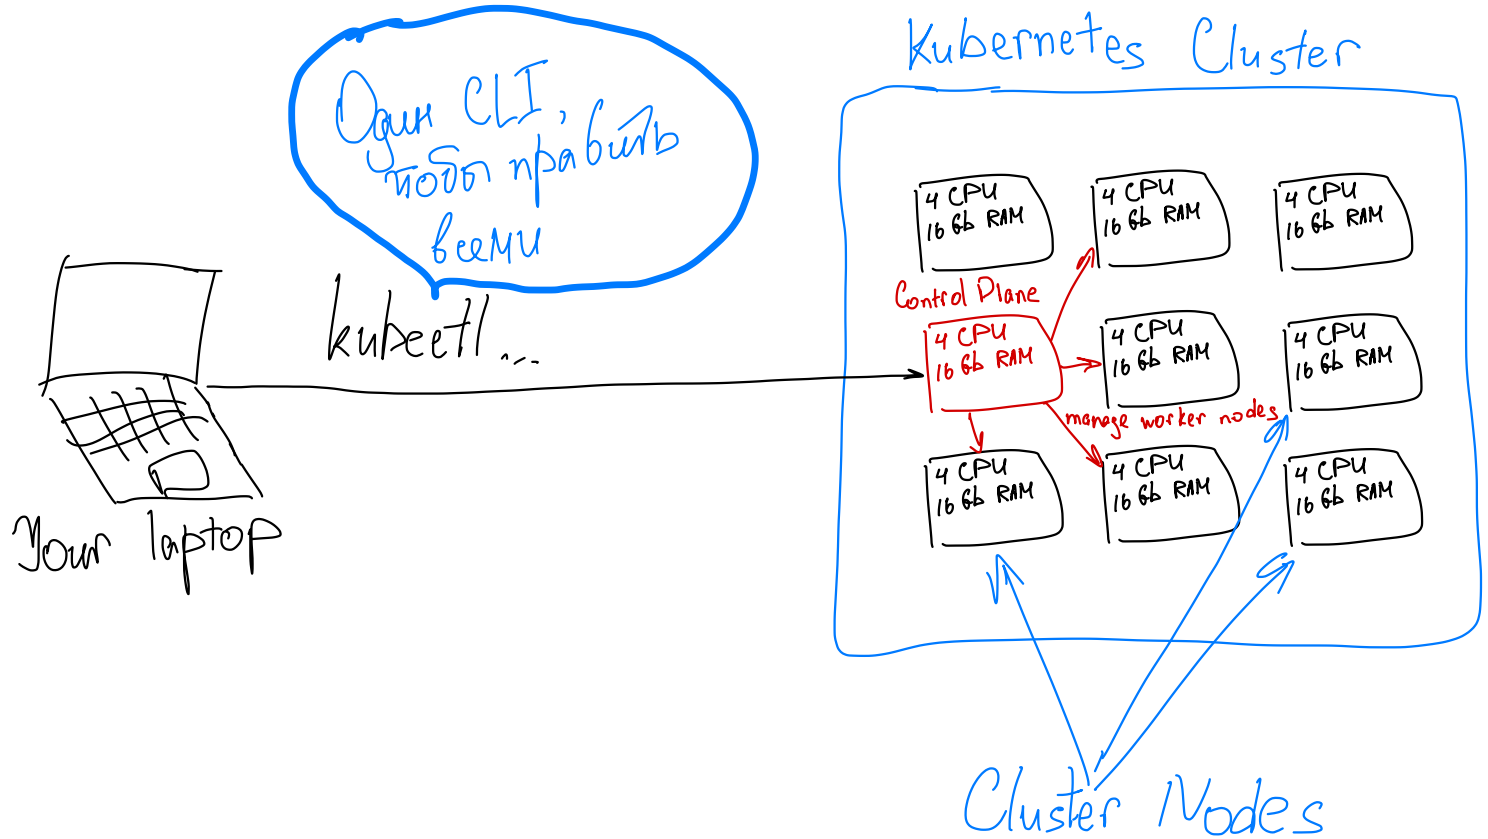 Kubernetes Cluster
Один CLI,
чтобы править
всеми
kubectl...
Your laptop
4 CPU
16 Gb RAM
4 CPU
16 Gb RAM
4 CPU
16 Gb RAM
Control Plane
4 CPU
16 Gb RAM
4 CPU
16 Gb RAM
4 CPU
16 Gb RAM
manage worker nodes
4 CPU
16 Gb RAM
4 CPU
16 Gb RAM
4 CPU
16 Gb RAM
Cluster Nodes